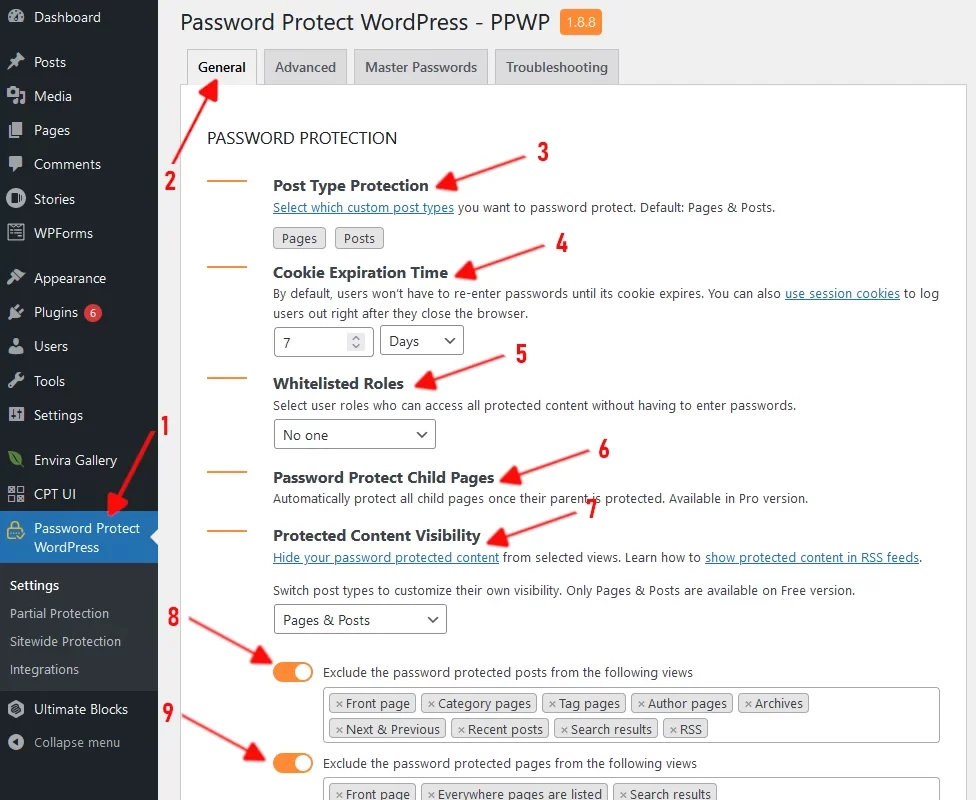 Dashboard
Posts
Media
Pages
Comments
Stories
WPForms
Appearance
Plugins 6
Users
Tools
Settings
1
Envira Gallery
CPT UI
Password Protect
WordPress
Settings
Partial Protection
Sitewide Protection
Integrations
Ultimate Blocks
Collapse menu
Password Protect WordPress - PPWP 1.8.8
General Advanced Master Passwords Troubleshooting
2
PASSWORD PROTECTION
3
Post Type Protection
Select which custom post types you want to password protect. Default: Pages & Posts.
Pages Posts
4
Cookie Expiration Time
By default, users won't have to re-enter passwords until its cookie expires. You can also use session cookies to log
users out right after they close the browser.
7 Days
5
Whitelisted Roles
Select user roles who can access all protected content without having to enter passwords.
No one
6
Password Protect Child Pages
Automatically protect all child pages once their parent is protected. Available in Pro version.
7
Protected Content Visibility
Hide your password protected content from selected views. Learn how to show protected content in RSS feeds.
Switch post types to customize their own visibility. Only Pages & Posts are available on Free version.
Pages & Posts
8
Exclude the password protected posts from the following views
× Front page × Category pages × Tag pages × Author pages × Archives
× Next & Previous × Recent posts × Search results × RSS
9
Exclude the password protected pages from the following views
× Front page × Everywhere pages are listed × Search results